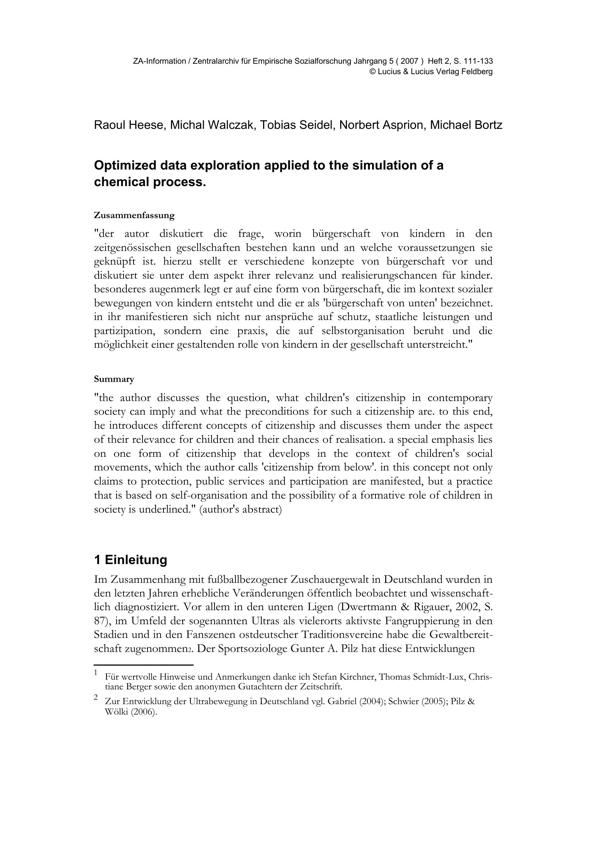 ZA-Information / Zentralarchiv für Empirische Sozialforschung Jahrgang 5 ( 2007 ) Heft 2, S. 111-133
© Lucius & Lucius Verlag Feldberg
Raoul Heese, Michal Walczak, Tobias Seidel, Norbert Asprion, Michael Bortz
Optimized data exploration applied to the simulation of a
chemical process.
Zusammenfassung
"der autor diskutiert die frage, worin bürgerschaft von kindern in den
zeitgenössischen gesellschaften bestehen kann und an welche voraussetzungen sie
geknüpft ist. hierzu stellt er verschiedene konzepte von bürgerschaft vor und
diskutiert sie unter dem aspekt ihrer relevanz und realisierungschancen für kinder.
besonderes augenmerk legt er auf eine form von bürgerschaft, die im kontext sozialer
bewegungen von kindern entsteht und die er als 'bürgerschaft von unten' bezeichnet.
in ihr manifestieren sich nicht nur ansprüche auf schutz, staatliche leistungen und
partizipation, sondern eine praxis, die auf selbstorganisation beruht und die
möglichkeit einer gestaltenden rolle von kindern in der gesellschaft unterstreicht."
Summary
"the author discusses the question, what children's citizenship in contemporary
society can imply and what the preconditions for such a citizenship are. to this end,
he introduces different concepts of citizenship and discusses them under the aspect
of their relevance for children and their chances of realisation. a special emphasis lies
on one form of citizenship that develops in the context of children's social
movements, which the author calls 'citizenship from below'. in this concept not only
claims to protection, public services and participation are manifested, but a practice
that is based on self-organisation and the possibility of a formative role of children in
society is underlined." (author's abstract)
1 Einleitung
Im Zusammenhang mit fußballbezogener Zuschauergewalt in Deutschland wurden in
den letzten Jahren erhebliche Veränderungen öffentlich beobachtet und wissenschaft-
lich diagnostiziert. Vor allem in den unteren Ligen (Dwertmann & Rigauer, 2002, S.
87), im Umfeld der sogenannten Ultras als vielerorts aktivste Fangruppierung in den
Stadien und in den Fanszenen ostdeutscher Traditionsvereine habe die Gewaltbereit-
schaft zugenommen2. Der Sportsoziologe Gunter A. Pilz hat diese Entwicklungen
1 Für wertvolle Hinweise und Anmerkungen danke ich Stefan Kirchner, Thomas Schmidt-Lux, Chris-
tiane Berger sowie den anonymen Gutachtern der Zeitschrift.
2 Zur Entwicklung der Ultrabewegung in Deutschland vgl. Gabriel (2004); Schwier (2005); Pilz &
Wölki (2006).